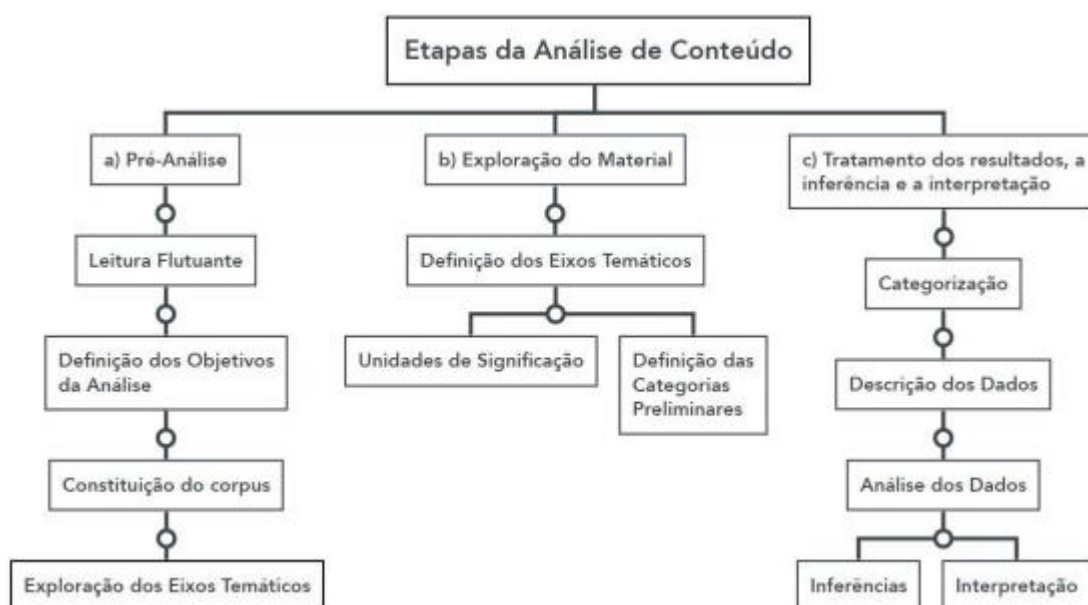 Etapas da Análise de Conteúdo
a) Pré-Análise
Leitura Flutuante
Definição dos Objetivos
da Análise
Constituição do corpus
Exploração dos Eixos Temáticos
b) Exploração do Material
Definição dos Eixos Temáticos
Unidades de Significação
Definição das
Categorias
Preliminares
c) Tratamento dos resultados, a
inferência e a interpretação
Categorização
Descrição dos Dados
Análise dos Dados
Inferências
Interpretação